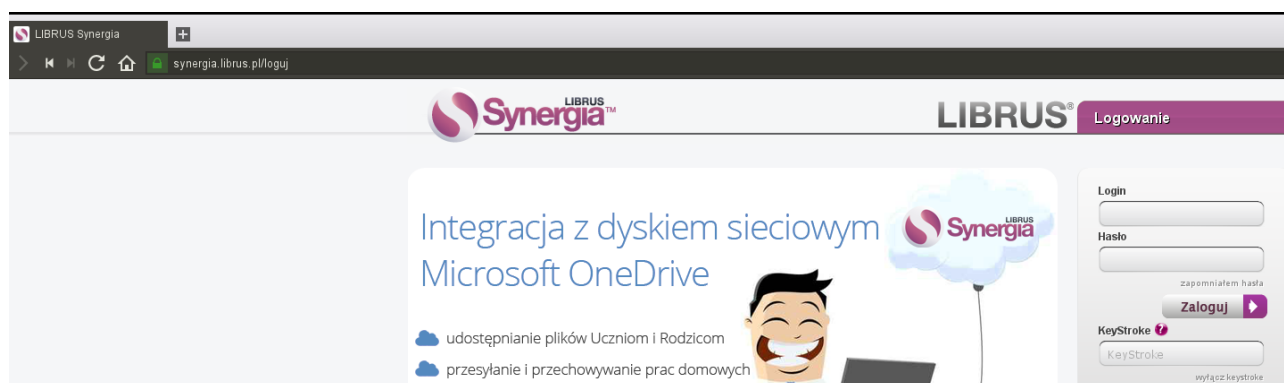 LIBRUS Synergia
synergia.librus.pl/loguj
LIBRUS
Synergia™
LIBRUS®
Logowanie
Integracja z dyskiem sieciowym
Microsoft OneDrive
udostępnianie plików Uczniom i Rodzicom
przesyłanie i przechowywanie prac domowych
LIBRUS
Synergia
Login
Hasło
zapomniałem hasła
Zaloguj
KeyStroke ?
KeyStroke
wyłącz keystroke